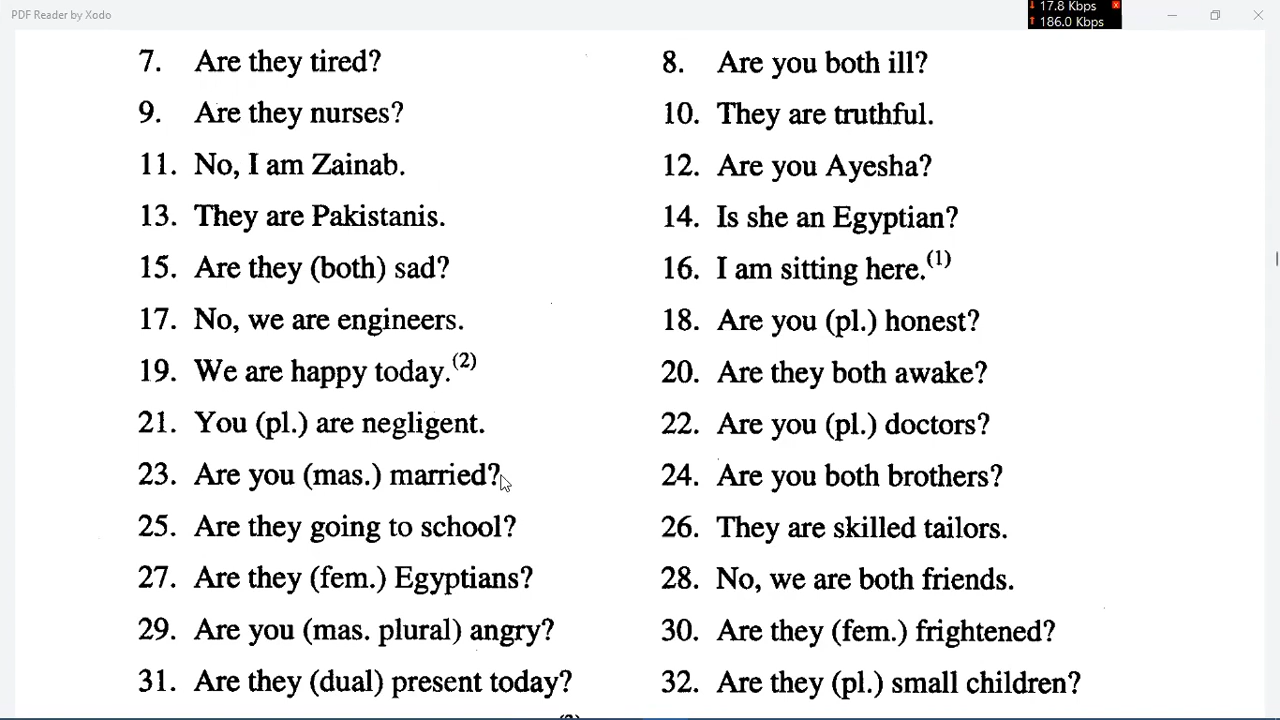 PDF Reader by Xodo
17.8 Kbps
186.0 Kbps
7. Are they tired? 8. Are you both ill?
9. Are they nurses? 10. They are truthful.
11. No, I am Zainab. 12. Are you Ayesha?
13. They are Pakistanis. 14. Is she an Egyptian?
15. Are they (both) sad? 16. I am sitting here.(1)
17. No, we are engineers. 18. Are you (pl.) honest?
19. We are happy today.(2) 20. Are they both awake?
21. You (pl.) are negligent. 22. Are you (pl.) doctors?
23. Are you (mas.) married? 24. Are you both brothers?
25. Are they going to school? 26. They are skilled tailors.
27. Are they (fem.) Egyptians? 28. No, we are both friends.
29. Are you (mas. plural) angry? 30. Are they (fem.) frightened?
31. Are they (dual) present today? 32. Are they (pl.) small children?